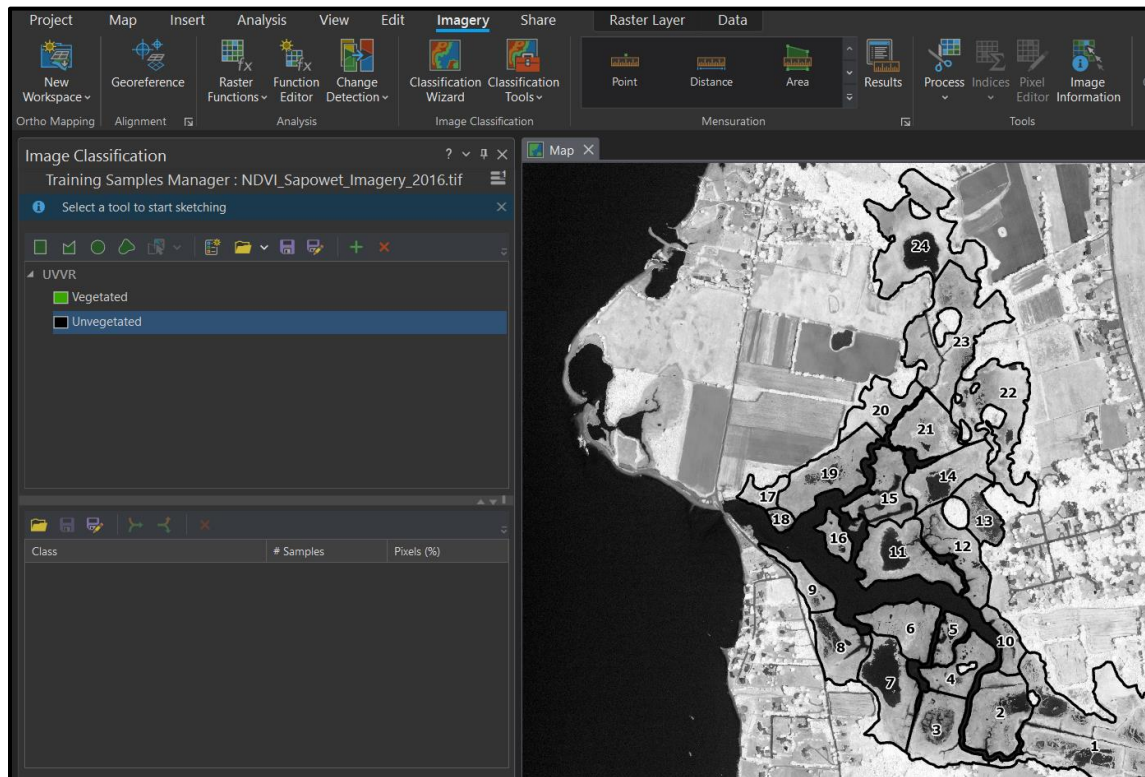 Project Map Insert Analysis View Edit Imagery Share Raster Layer Data
New Workspace
Georeference
Raster Functions
Function Editor
Change Detection
Classification Wizard
Classification Tools
Point
Distance
Area
Results
Process
Indices
Pixel Editor
Image Information
Ortho Mapping
Alignment
Analysis
Image Classification
Mensuration
Tools
Image Classification
Training Samples Manager : NDVI_Sapowet_Imagery_2016.tif
Select a tool to start sketching
UVVR
Vegetated
Unvegetated
Class # Samples Pixels (%)
Map
24
23
22
20
21
19
14
17
15
18
13
16
11
12
9
6
5
10
8
4
7
2
3
1